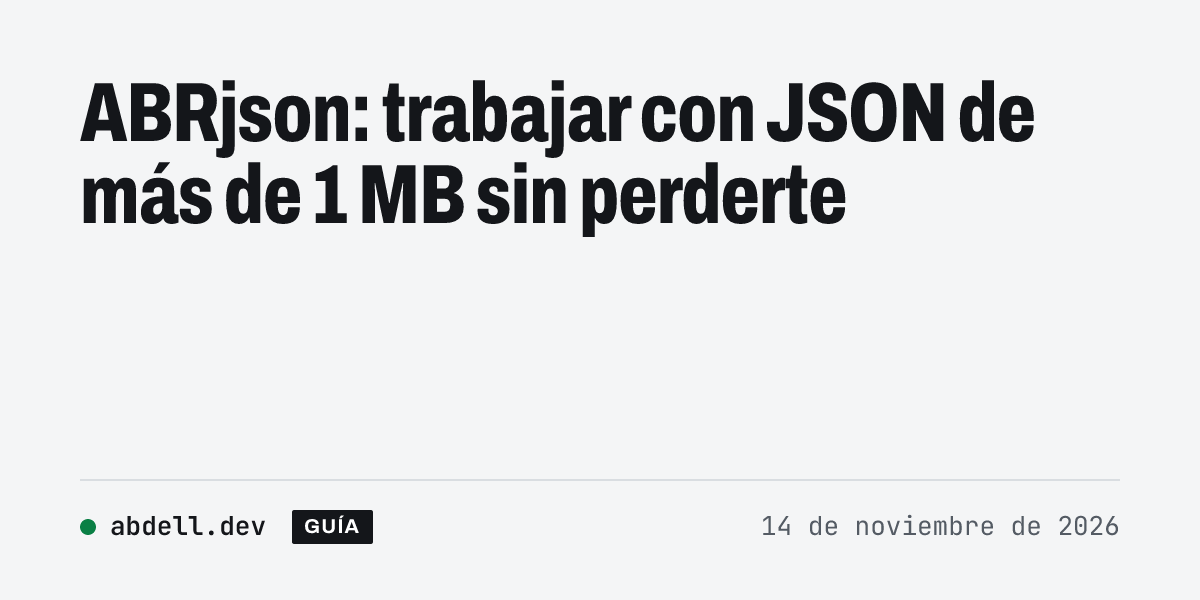 ABRjson: trabajar con JSON de
más de 1 MB sin perderte
abdell.dev
GUÍA
14 de noviembre de 2026